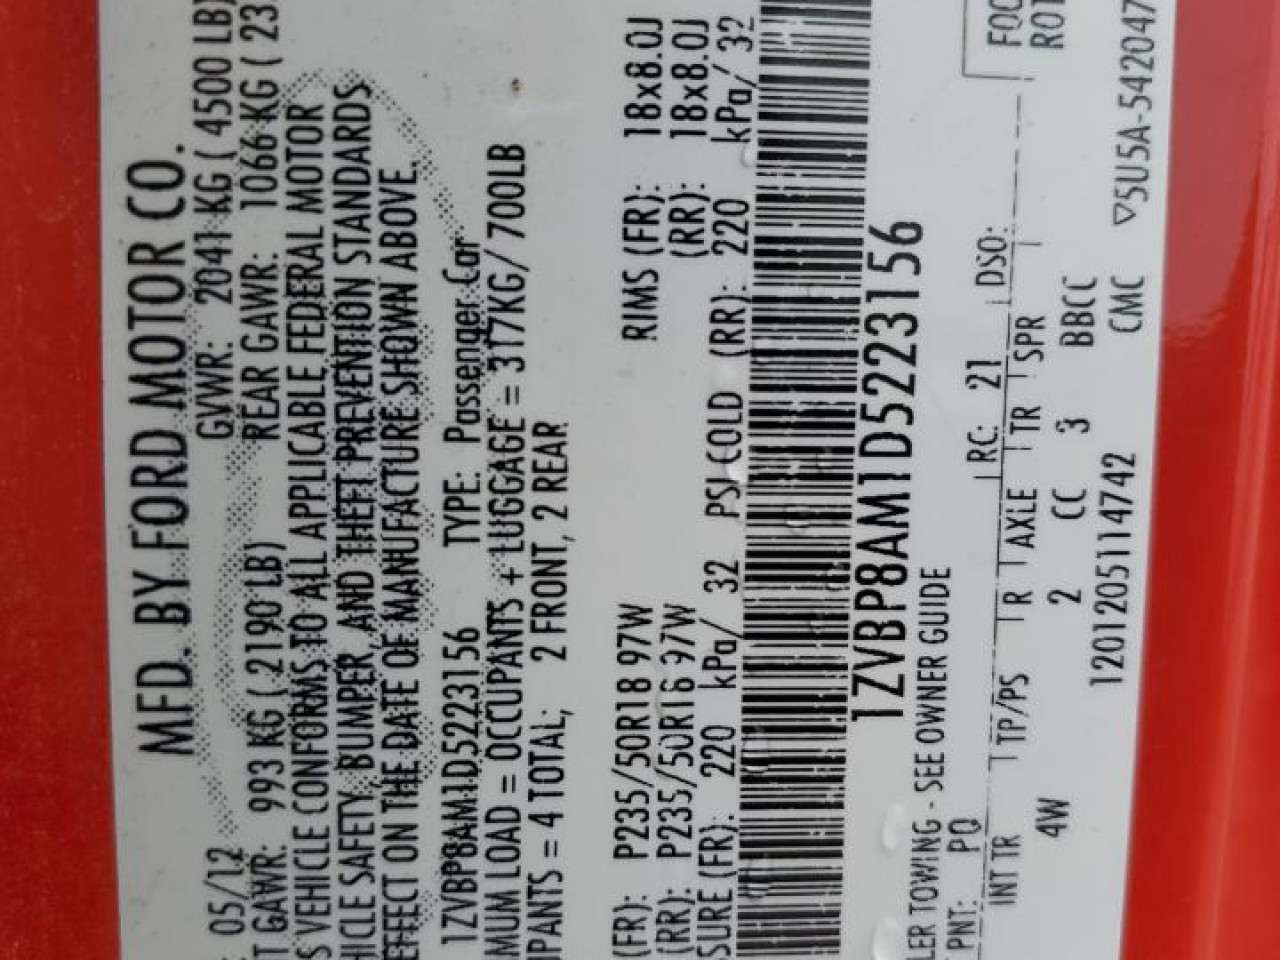 MFD. BY FORD MOTOR CO.
05/12 GVWR: 2041 KG ( 4500 LB)
T GAWR: 993 KG ( 2190 LB) REAR GAWR: 1066 KG ( 23
S VEHICLE CONFORMS TO ALL APPLICABLE FEDERAL MOTOR
HICLE SAFETY, BUMPER, AND THEFT PREVENTION STANDARDS
EFFECT ON THE DATE OF MANUFACTURE SHOWN ABOVE.
1ZVBP8AM1D5223156 TYPE: Passenger Car
MUM LOAD = OCCUPANTS + LUGGAGE = 317KG/ 700LB
IPANTS = 4 TOTAL; 2 FRONT, 2 REAR
(FR): P235/50R18 97W RIMS (FR): 18x8.0J
(RR): P235/50R18 97W (RR): 18x8.0J
SURE (FR): 220 kPa/ 32 PSI COLD (RR): 220 kPa/ 32
1ZVBP8AM1D5223156
LER TOWING - SEE OWNER GUIDE
PNT: PQ RC: 21 DSO:
INT TR TP/PS R AXLE TR SPR
4W 2 CC 3 BBCC
120120511 4742 CMC ▽5U5A-542047